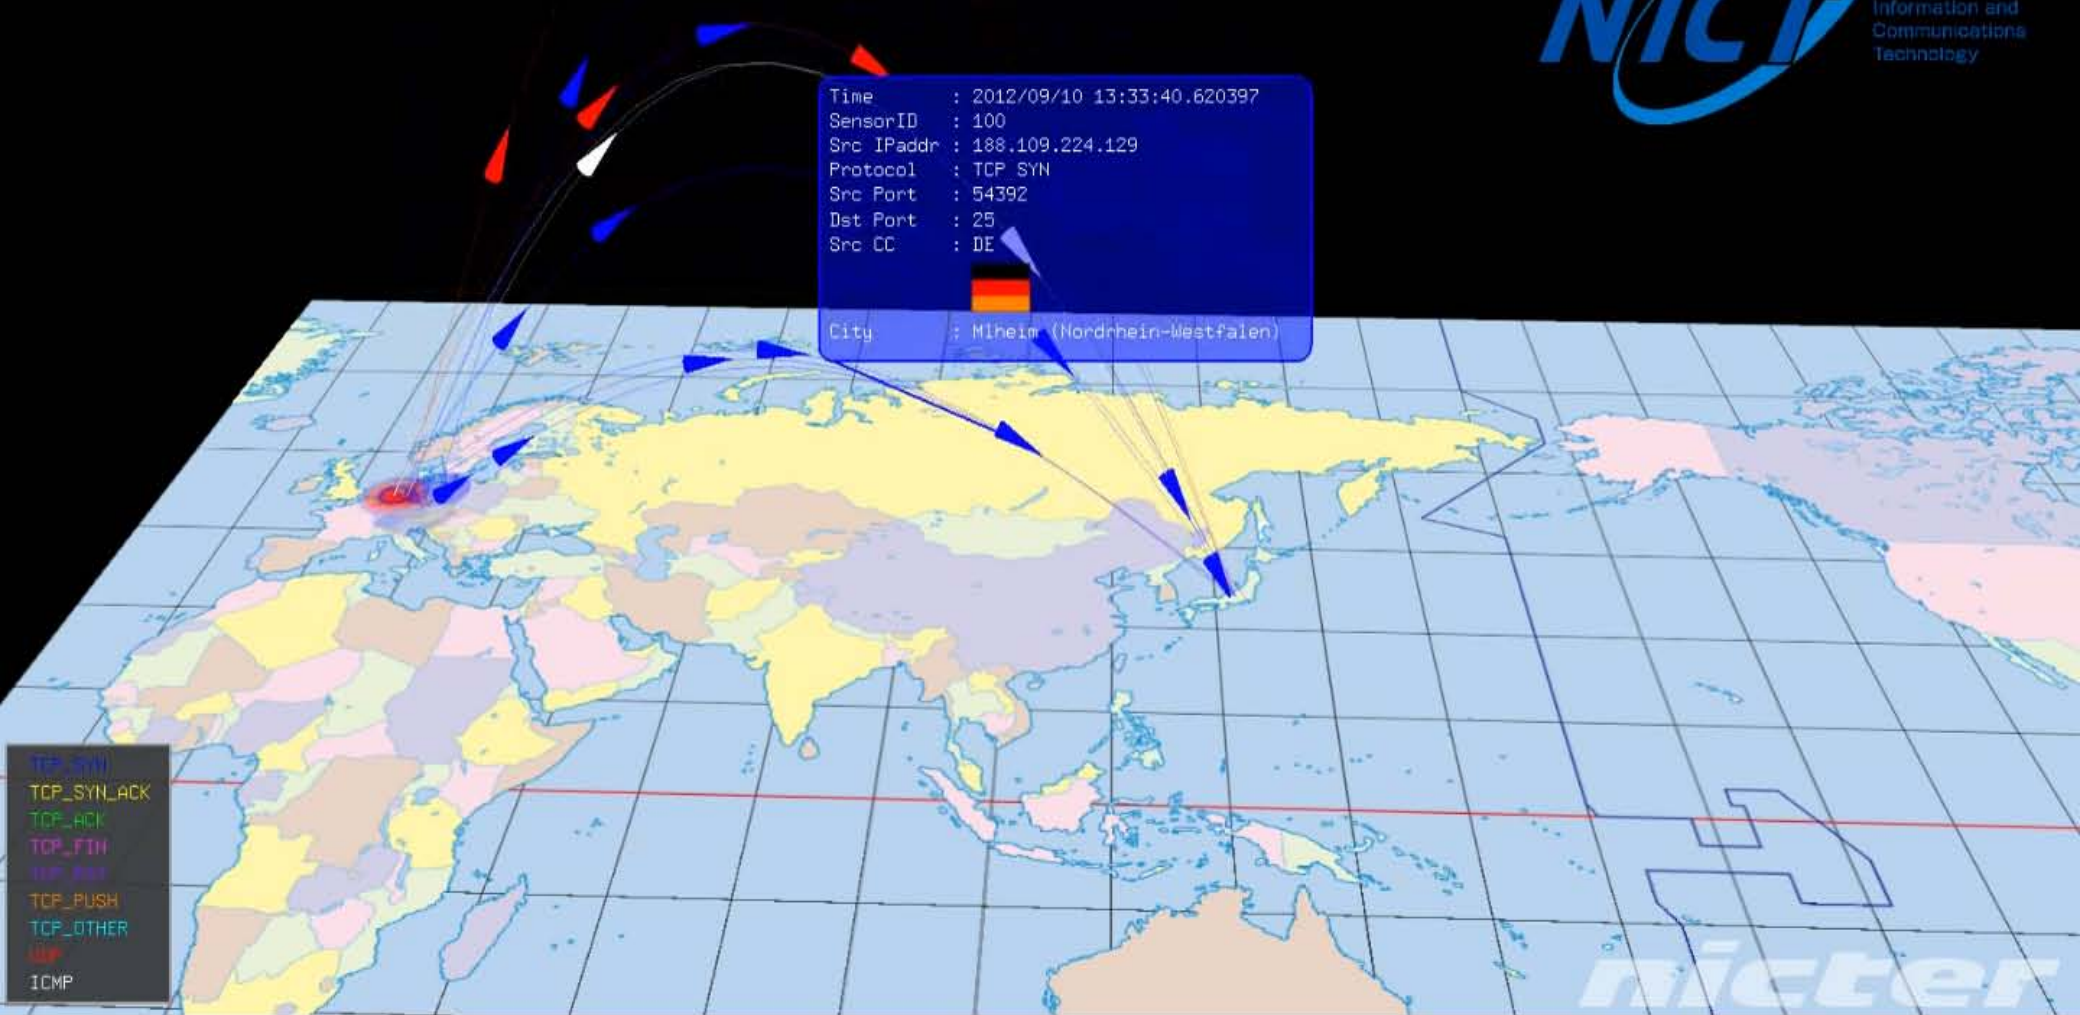 NICT
Information and
Communications
Technology
Time : 2012/09/10 13:33:40.620397
SensorID : 100
Src IPaddr : 188.109.224.129
Protocol : TCP SYN
Src Port : 54392
Dst Port : 25
Src CC : DE
City : Mlheim (Nordrhein-Westfalen)
TCP_SYN
TCP_SYN_ACK
TCP_ACK
TCP_FIN
TCP_PUSH
TCP_OTHER
UDP
ICMP
nicter